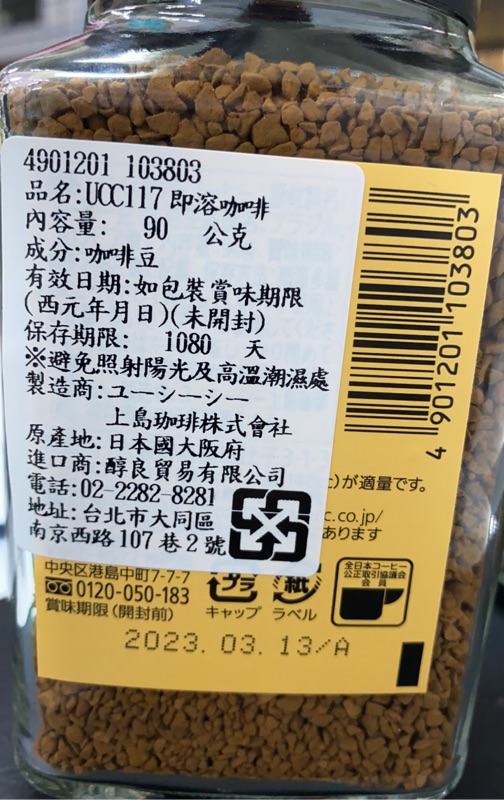 4901201 103803
品名:UCC117 即溶咖啡
內容量: 90 公克
成分:咖啡豆
有效日期:如包裝賞味期限
(西元年月日)(未開封)
保存期限: 1080 天
※避免照射陽光及高溫潮濕處
製造商:ユーシーシー
上島珈琲株式會社
原產地:日本國大阪府
進口商:醇良貿易有限公司
電話:02-2282-8281
地址:台北市大同區
南京西路107巷2號
4 901201 103803
)が適量です。
c.co.jp/
あります
中央区港島中町7-7-7
0120-050-183
賞味期限(開封前)
プラ
キャップ
紙
ラベル
全日本コーヒー
公正取引協議会
会員
2023.03.13/A